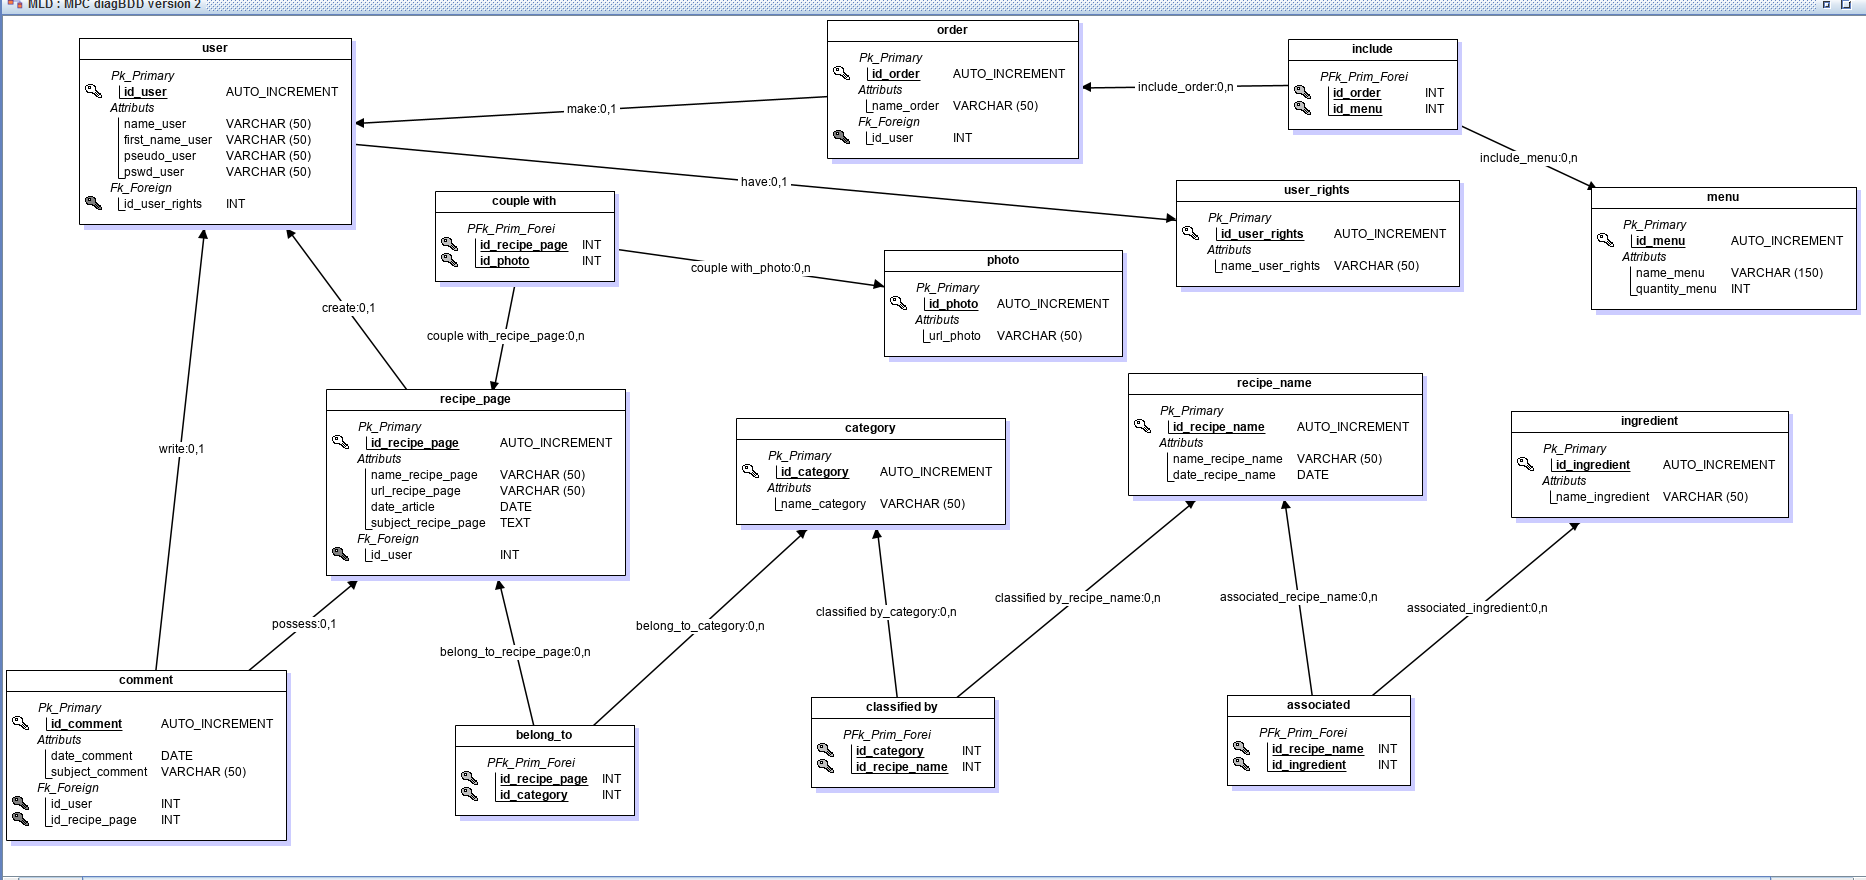 MLD : MPC diagBDD version 2
user
Pk_Primary
id_user AUTO_INCREMENT
Attributs
name_user VARCHAR (50)
first_name_user VARCHAR (50)
pseudo_user VARCHAR (50)
pswd_user VARCHAR (50)
Fk_Foreign
id_user_rights INT
order
Pk_Primary
id_order AUTO_INCREMENT
Attributs
name_order VARCHAR (50)
Fk_Foreign
id_user INT
include
PFk_Prim_Forei
id_order INT
id_menu INT
make:0,1
include_order:0,n
include_menu:0,n
have:0,1
couple with
PFk_Prim_Forei
id_recipe_page INT
id_photo INT
user_rights
Pk_Primary
id_user_rights AUTO_INCREMENT
Attributs
name_user_rights VARCHAR (50)
menu
Pk_Primary
id_menu AUTO_INCREMENT
Attributs
name_menu VARCHAR (150)
quantity_menu INT
couple with_photo:0,n
photo
Pk_Primary
id_photo AUTO_INCREMENT
Attributs
url_photo VARCHAR (50)
create:0,1
couple with_recipe_page:0,n
recipe_page
Pk_Primary
id_recipe_page AUTO_INCREMENT
Attributs
name_recipe_page VARCHAR (50)
url_recipe_page VARCHAR (50)
date_article DATE
subject_recipe_page TEXT
Fk_Foreign
id_user INT
category
Pk_Primary
id_category AUTO_INCREMENT
Attributs
name_category VARCHAR (50)
recipe_name
Pk_Primary
id_recipe_name AUTO_INCREMENT
Attributs
name_recipe_name VARCHAR (50)
date_recipe_name DATE
ingredient
Pk_Primary
id_ingredient AUTO_INCREMENT
Attributs
name_ingredient VARCHAR (50)
write:0,1
possess:0,1
belong_to_recipe_page:0,n
belong_to_category:0,n
classified by_category:0,n
classified by_recipe_name:0,n
associated_recipe_name:0,n
associated_ingredient:0,n
comment
Pk_Primary
id_comment AUTO_INCREMENT
Attributs
date_comment DATE
subject_comment VARCHAR (50)
Fk_Foreign
id_user INT
id_recipe_page INT
belong_to
PFk_Prim_Forei
id_recipe_page INT
id_category INT
classified by
PFk_Prim_Forei
id_category INT
id_recipe_name INT
associated
PFk_Prim_Forei
id_recipe_name INT
id_ingredient INT